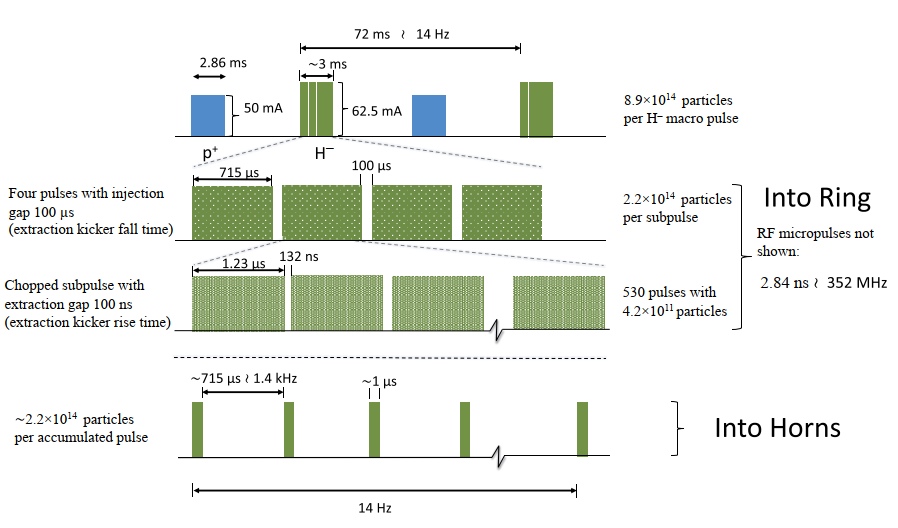 72 ms ≀ 14 Hz
2.86 ms
~3 ms
50 mA
62.5 mA
8.9×10¹⁴ particles
per H⁻ macro pulse
p⁺
H⁻
715 μs
100 μs
Four pulses with injection
gap 100 μs
(extraction kicker fall time)
2.2×10¹⁴ particles
per subpulse
Into Ring
RF micropulses not
shown:
2.84 ns ≀ 352 MHz
1.23 μs
132 ns
Chopped subpulse with
extraction gap 100 ns
(extraction kicker rise time)
530 pulses with
4.2×10¹¹ particles
~715 μs ≀ 1.4 kHz
~1 μs
~2.2×10¹⁴ particles
per accumulated pulse
Into Horns
14 Hz